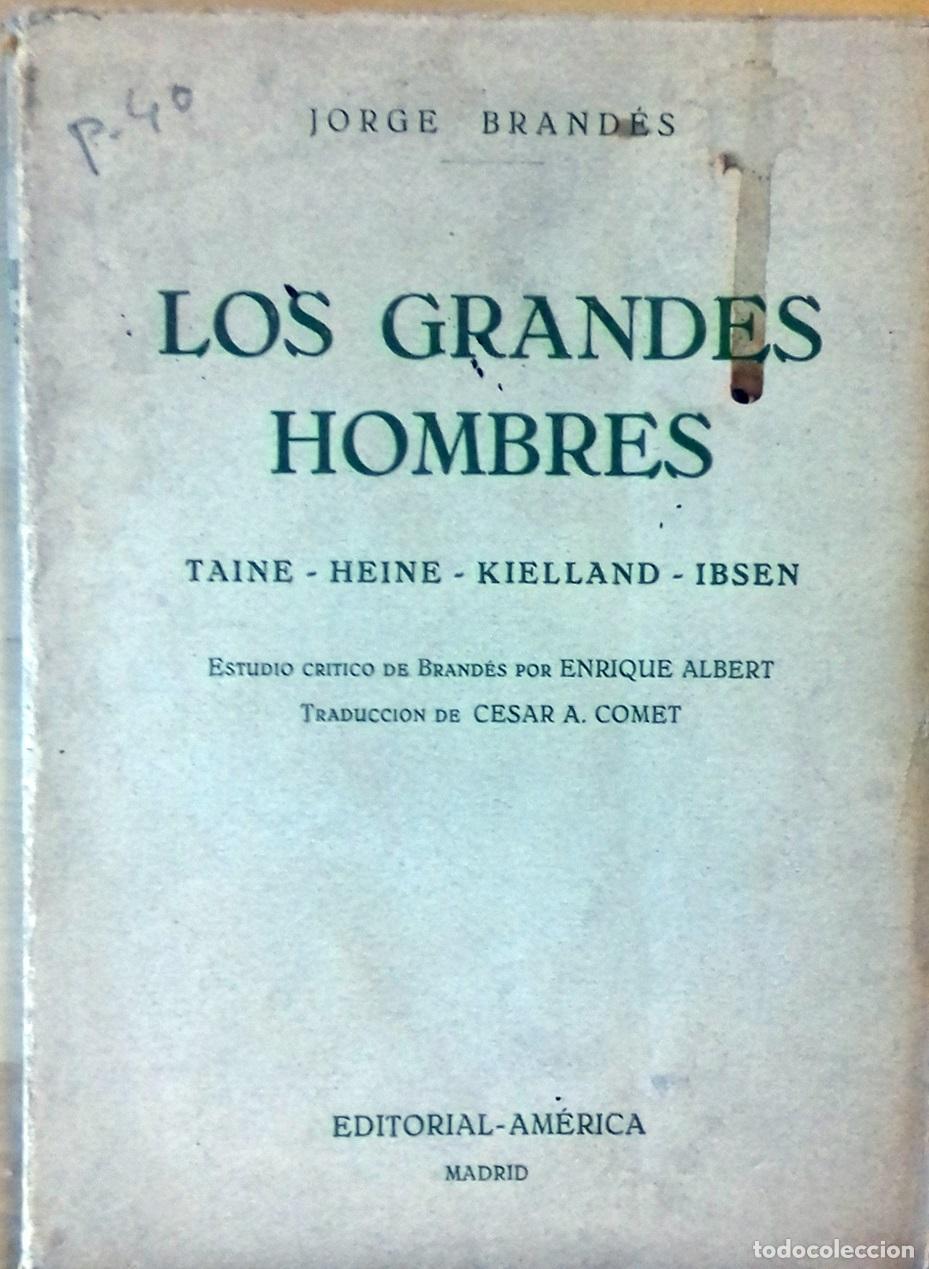 p. 40
JORGE BRANDÉS
LOS GRANDES
HOMBRES
TAINE - HEINE - KIELLAND - IBSEN
ESTUDIO CRITICO DE BRANDÉS POR ENRIQUE ALBERT
TRADUCCION DE CESAR A. COMET
EDITORIAL-AMÉRICA
MADRID
todocoleccion